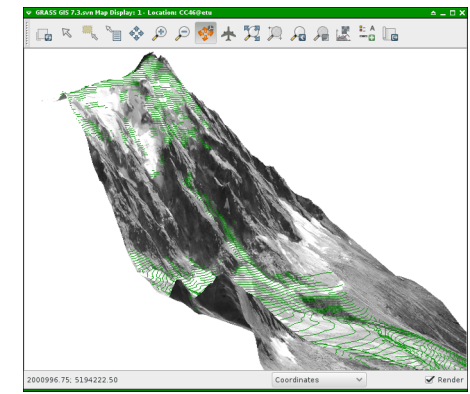 GRASS GIS 7.3.svn Map Display: 1 - Location: CC46@etu
2000996.75; 5194222.50
Coordinates
Render